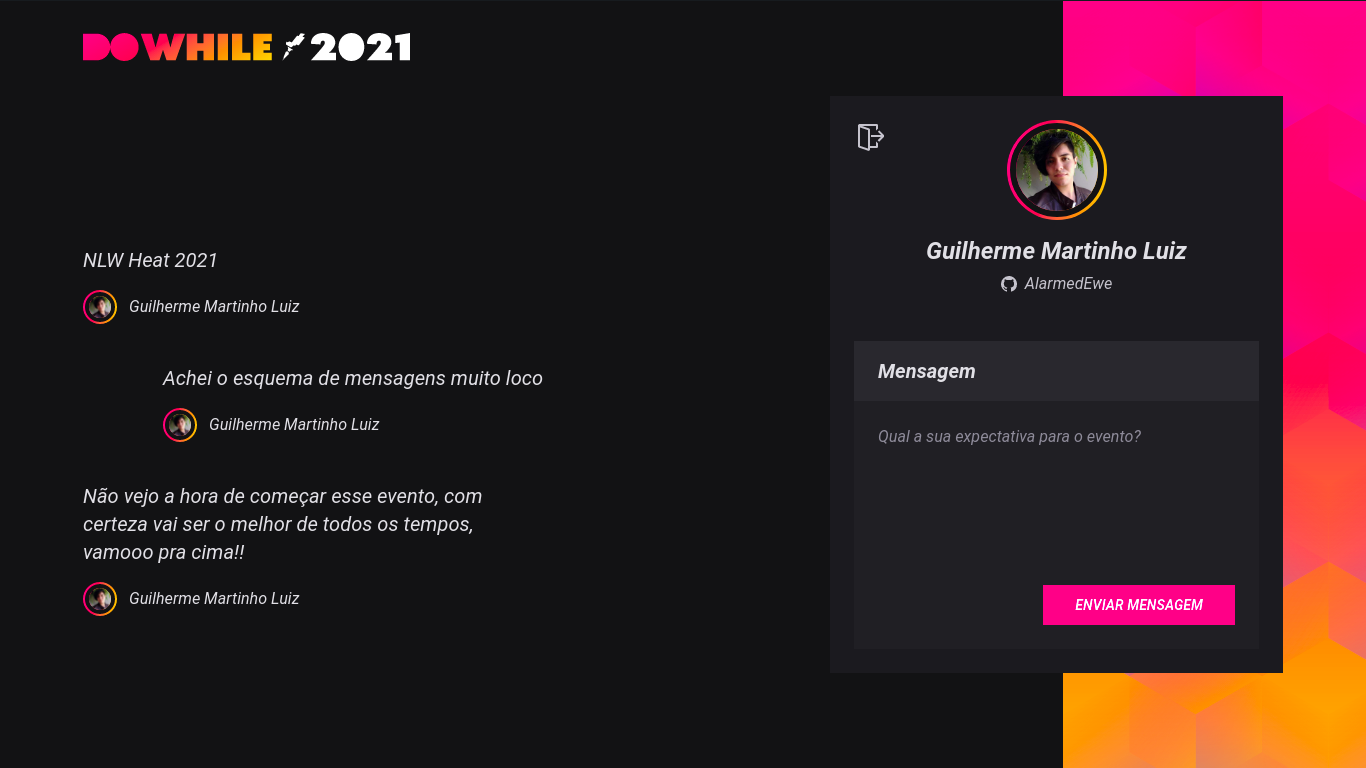 DOWHILE 2021
NLW Heat 2021
Guilherme Martinho Luiz
Achei o esquema de mensagens muito loco
Guilherme Martinho Luiz
Não vejo a hora de começar esse evento, com
certeza vai ser o melhor de todos os tempos,
vamooo pra cima!!
Guilherme Martinho Luiz
Guilherme Martinho Luiz
AlarmedEwe
Mensagem
Qual a sua expectativa para o evento?
ENVIAR MENSAGEM